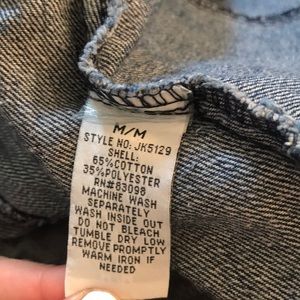 M/M
STYLE NO: JK5129
SHELL:
65%COTTON
35%POLYESTER
RN#83098
MACHINE WASH
SEPARATELY
WASH INSIDE OUT
DO NOT BLEACH
TUMBLE DRY LOW
REMOVE PROMPTLY
WARM IRON IF
NEEDED